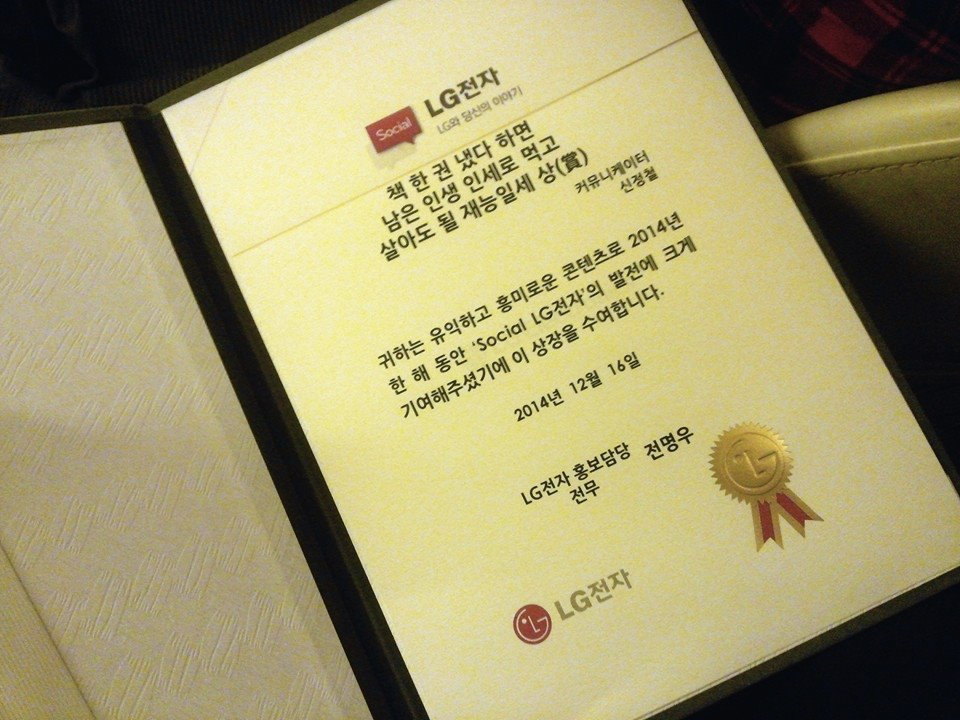 Social
LG전자
LG와 당신의 이야기
책 한 권 냈다 하면
남은 인생 인세로 먹고
살아도 될 재능일세 상(賞)
커뮤니케이터
신정철
귀하는 유익하고 흥미로운 콘텐츠로 2014년
한 해 동안 'Social LG전자'의 발전에 크게
기여해주셨기에 이 상장을 수여합니다.
2014년 12월 16일
LG전자 홍보담당 전명우
전무
LG전자